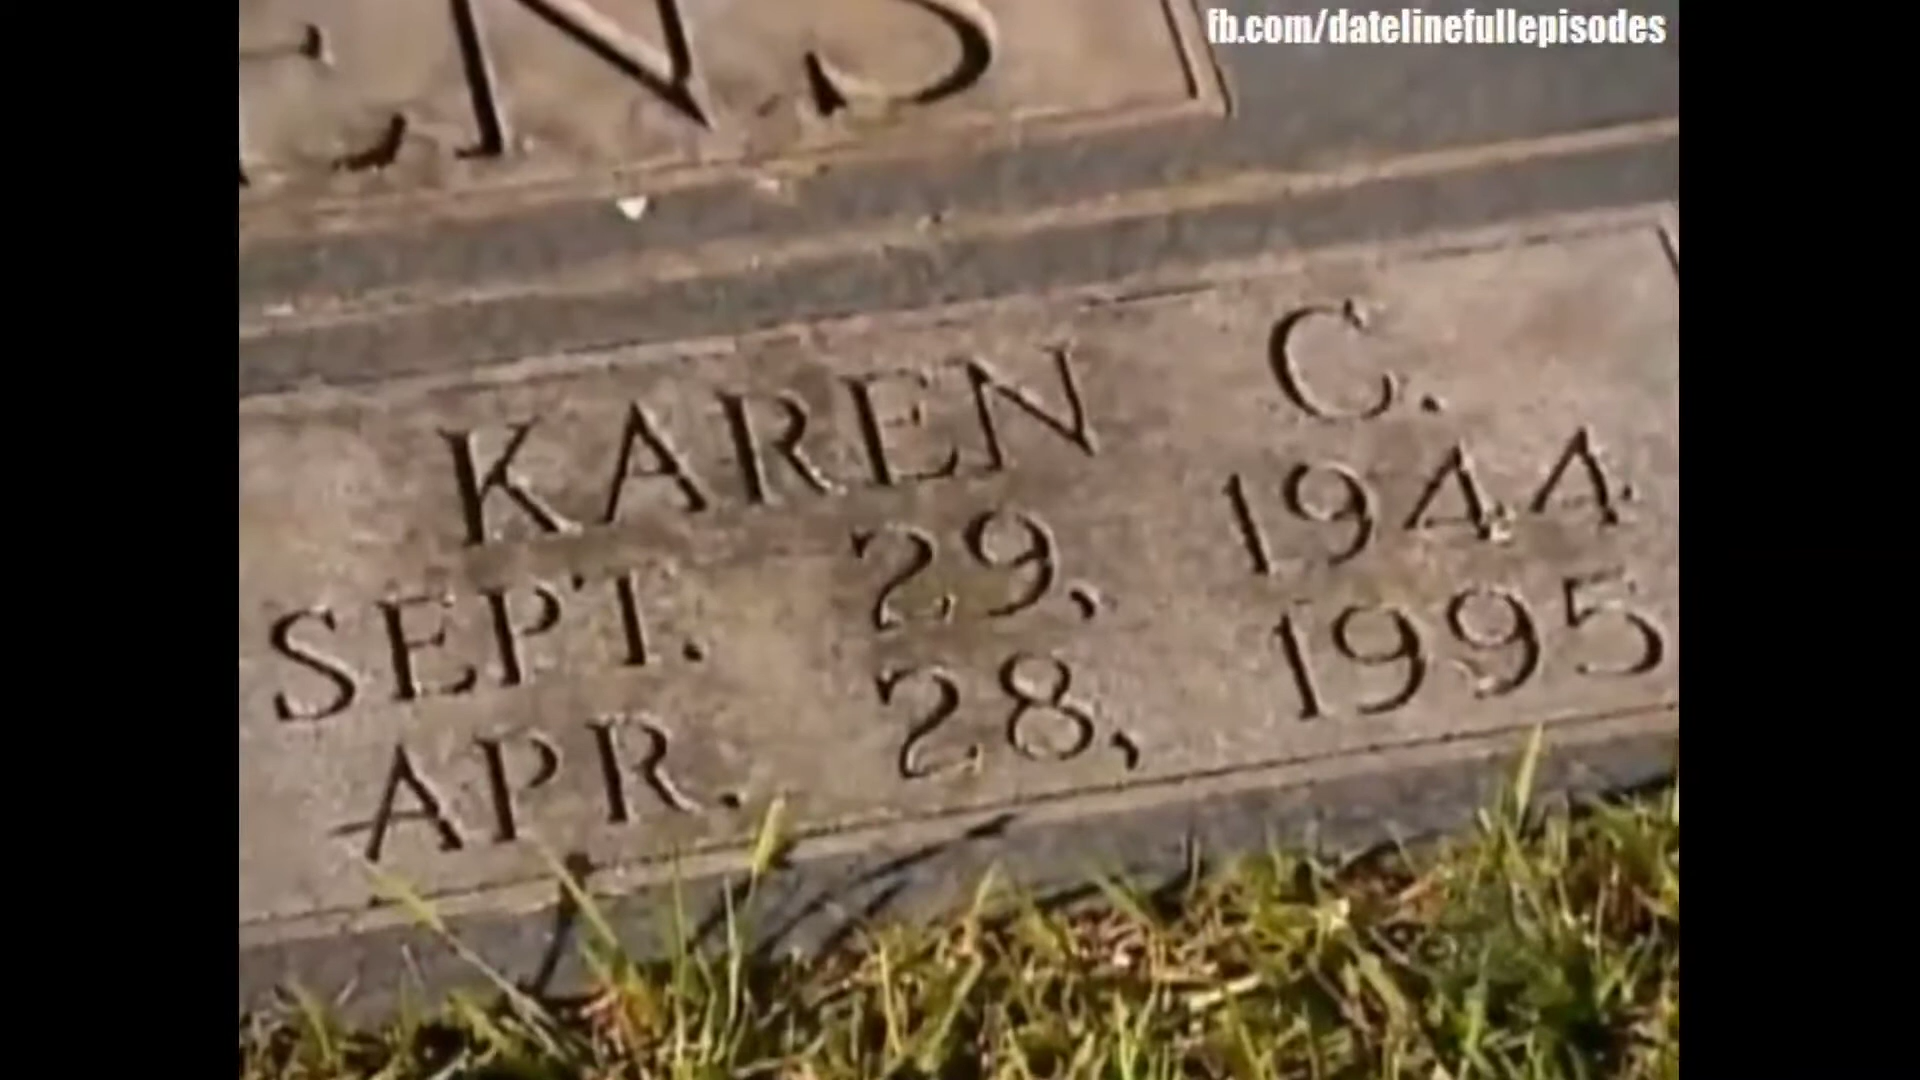 fb.com/datelinefullepisodes
KAREN C.
SEPT. 29, 1944
APR. 28, 1995